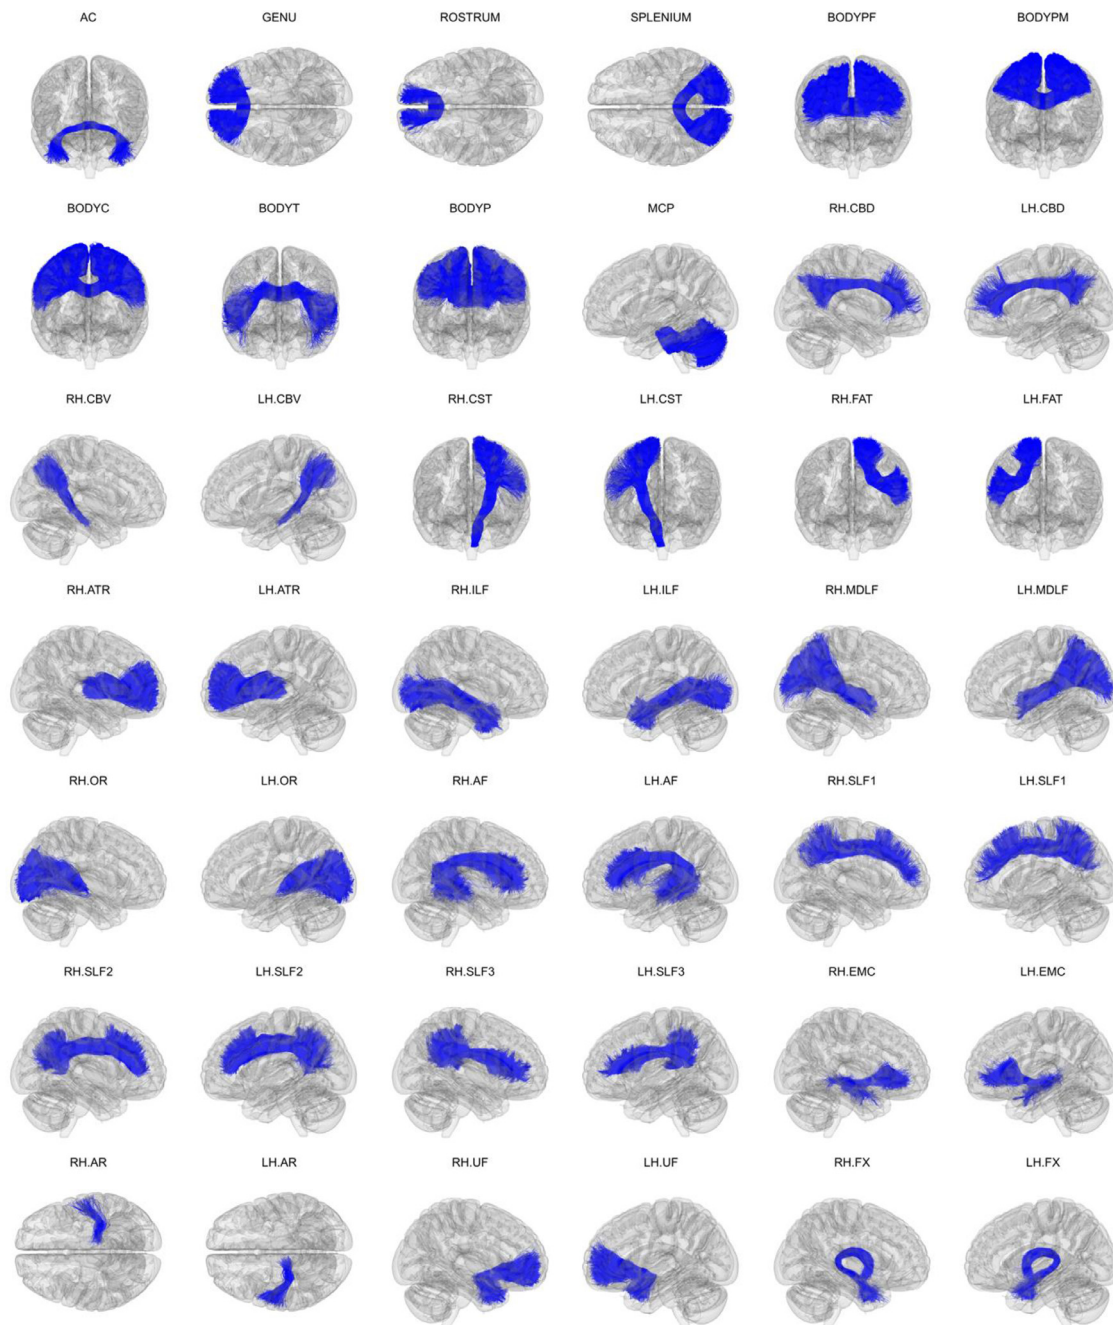 AC GENU ROSTRUM SPLENIUM BODYPF BODYPM
BODYC BODYT BODYP MCP RH.CBD LH.CBD
RH.CBV LH.CBV RH.CST LH.CST RH.FAT LH.FAT
RH.ATR LH.ATR RH.ILF LH.ILF RH.MDLF LH.MDLF
RH.OR LH.OR RH.AF LH.AF RH.SLF1 LH.SLF1
RH.SLF2 LH.SLF2 RH.SLF3 LH.SLF3 RH.EMC LH.EMC
RH.AR LH.AR RH.UF LH.UF RH.FX LH.FX